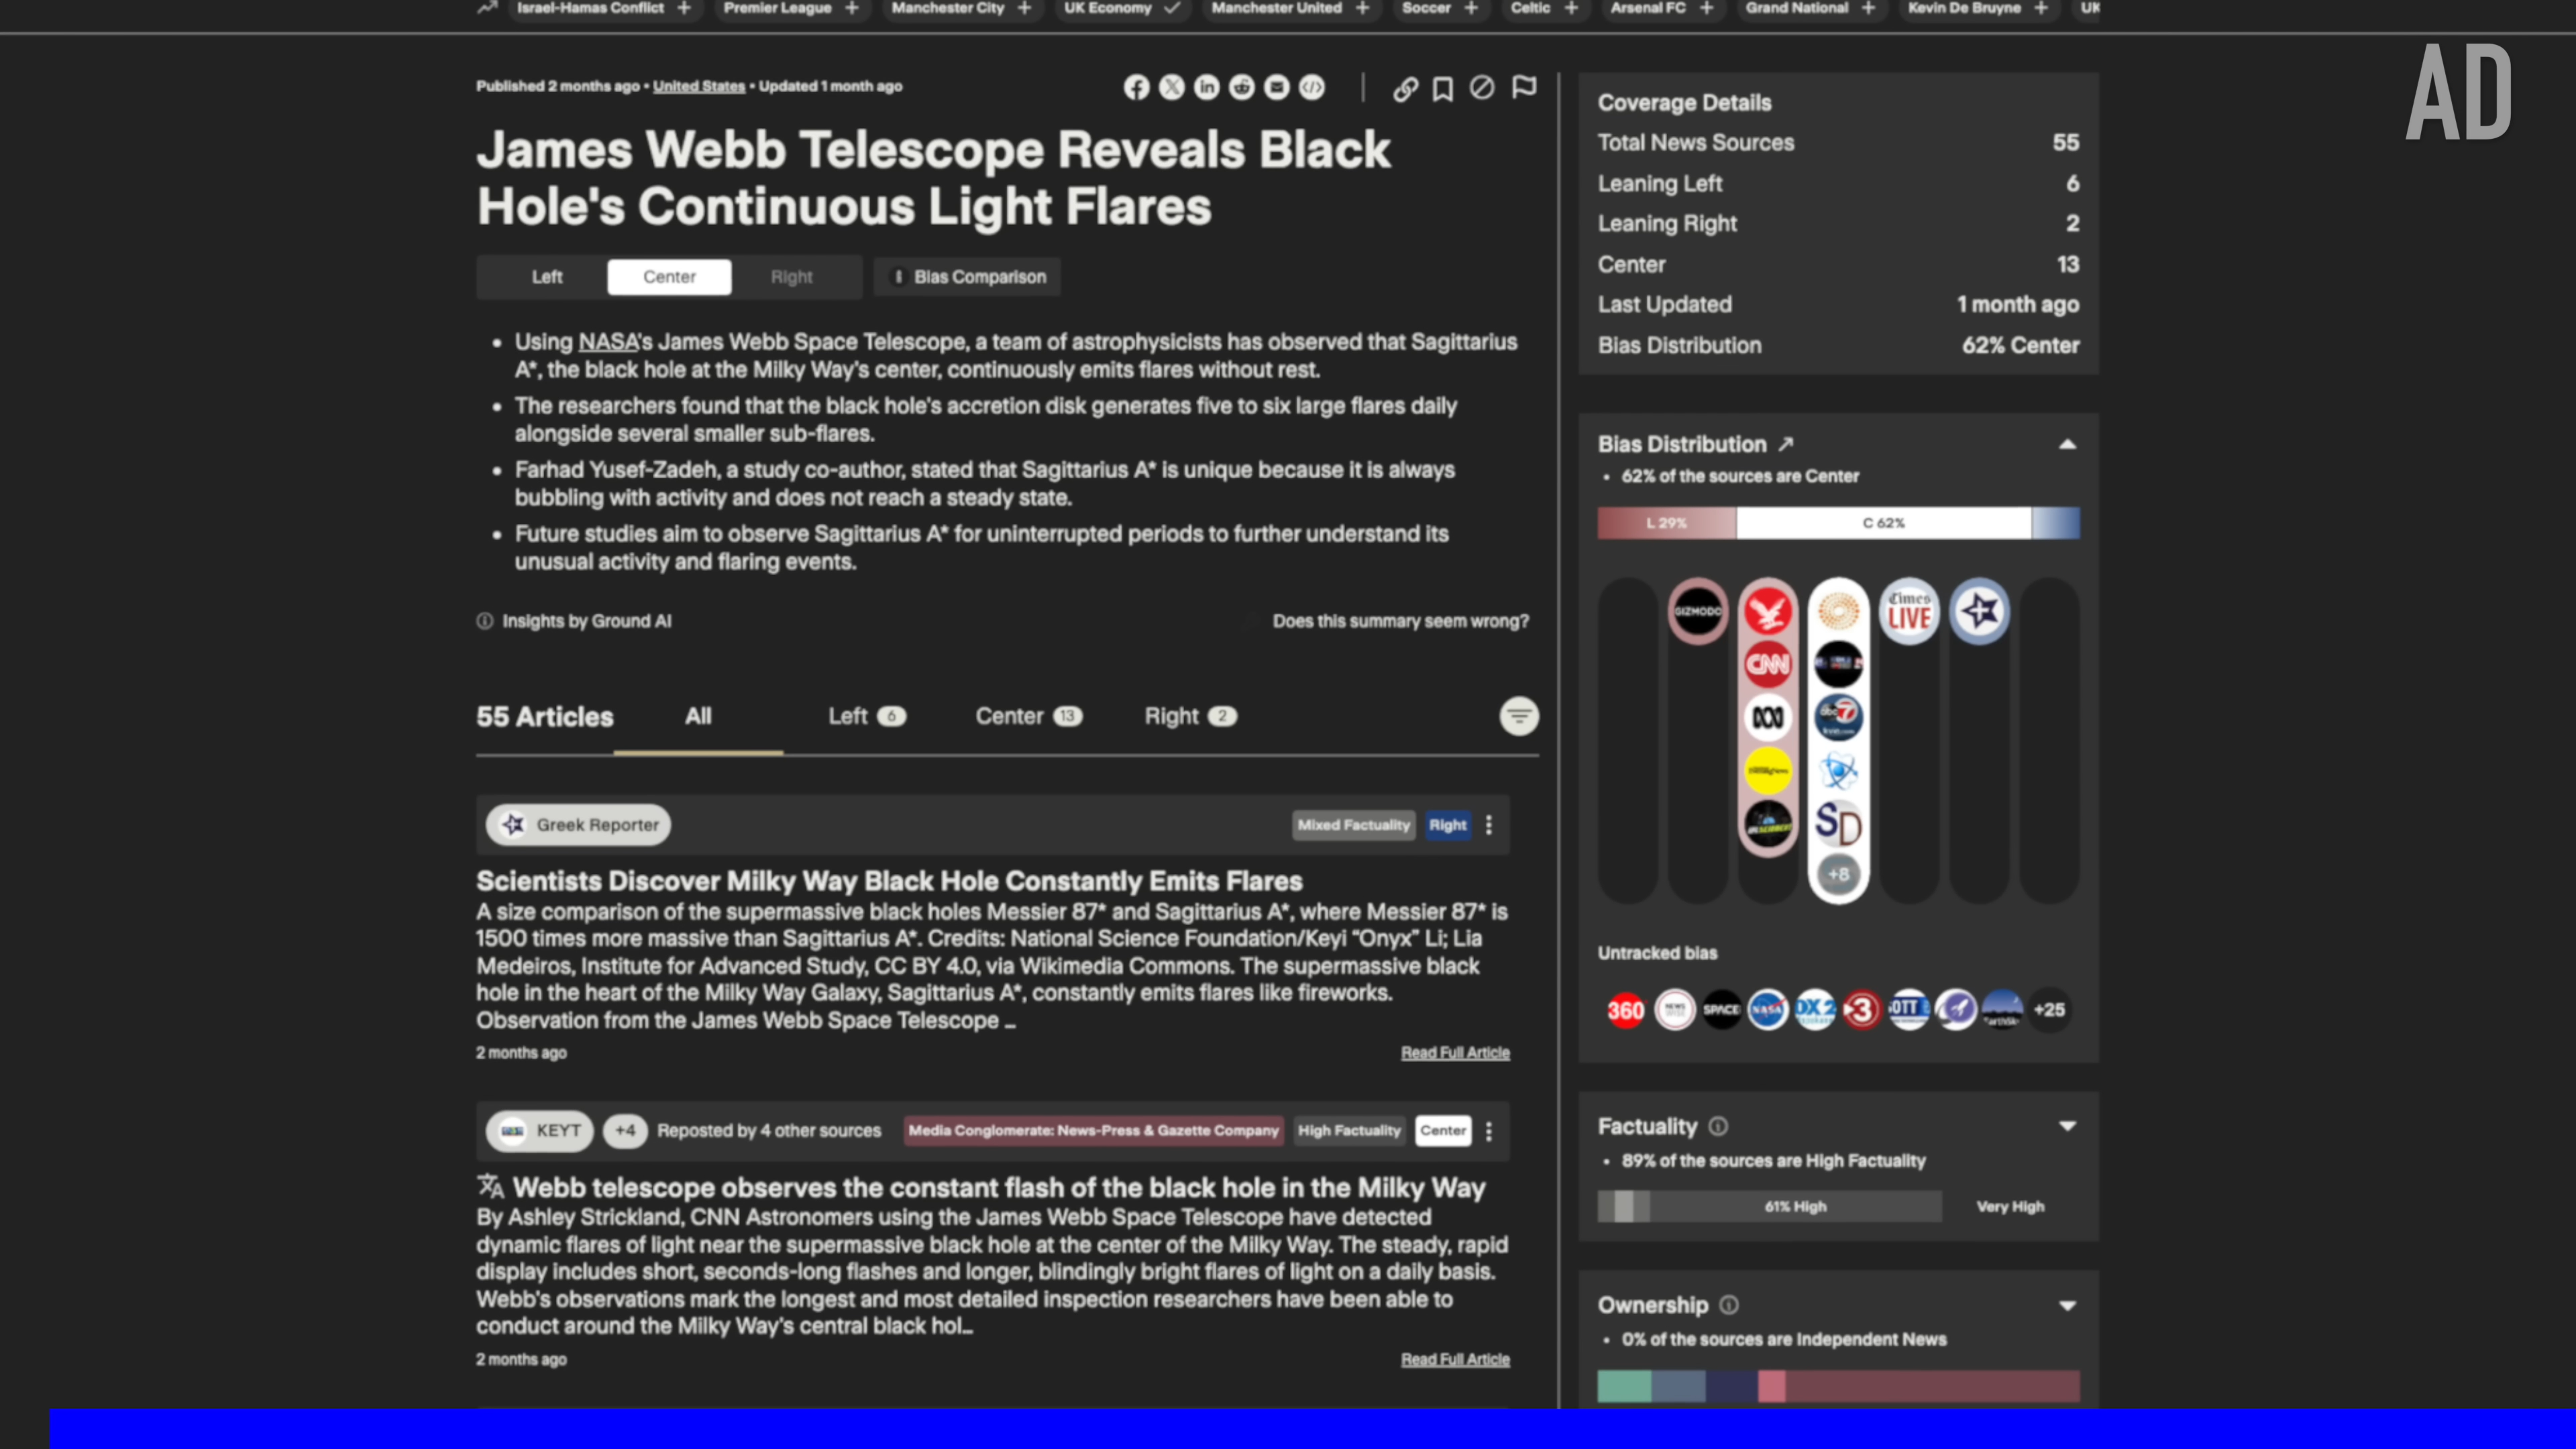 Israel-Hamas Conflict + Premier League + Manchester City + UK Economy Manchester United + Soccer + Celtic + Arsenal FC + Grand National + Kevin De Bruyne + UK
AD
Published 2 months ago • United States • Updated 1 month ago
James Webb Telescope Reveals Black
Hole's Continuous Light Flares
Left Center Right Bias Comparison
• Using NASA's James Webb Space Telescope, a team of astrophysicists has observed that Sagittarius
A*, the black hole at the Milky Way's center, continuously emits flares without rest.
• The researchers found that the black hole's accretion disk generates five to six large flares daily
alongside several smaller sub-flares.
• Farhad Yusef-Zadeh, a study co-author, stated that Sagittarius A* is unique because it is always
bubbling with activity and does not reach a steady state.
• Future studies aim to observe Sagittarius A* for uninterrupted periods to further understand its
unusual activity and flaring events.
Insights by Ground AI Does this summary seem wrong?
55 Articles All Left 6 Center 13 Right 2
Greek Reporter Mixed Factuality Right
Scientists Discover Milky Way Black Hole Constantly Emits Flares
A size comparison of the supermassive black holes Messier 87* and Sagittarius A*, where Messier 87* is
1500 times more massive than Sagittarius A*. Credits: National Science Foundation/Keyi “Onyx” Li; Lia
Medeiros, Institute for Advanced Study, CC BY 4.0, via Wikimedia Commons. The supermassive black
hole in the heart of the Milky Way Galaxy, Sagittarius A*, constantly emits flares like fireworks.
Observation from the James Webb Space Telescope …
2 months ago Read Full Article
KEYT +4 Reposted by 4 other sources Media Conglomerate: News-Press & Gazette Company High Factuality Center
Webb telescope observes the constant flash of the black hole in the Milky Way
By Ashley Strickland, CNN Astronomers using the James Webb Space Telescope have detected
dynamic flares of light near the supermassive black hole at the center of the Milky Way. The steady, rapid
display includes short, seconds-long flashes and longer, blindingly bright flares of light on a daily basis.
Webb's observations mark the longest and most detailed inspection researchers have been able to
conduct around the Milky Way's central black hol…
2 months ago Read Full Article
Coverage Details
Total News Sources 55
Leaning Left 6
Leaning Right 2
Center 13
Last Updated 1 month ago
Bias Distribution 62% Center
Bias Distribution
• 62% of the sources are Center
L 29% C 62%
GIZMODO
Times
LIVE
CNN
abc 7
SD
+8
Untracked bias
360 NEWS SPACE NASA 3 OTT +25
Factuality
• 89% of the sources are High Factuality
61% High Very High
Ownership
• 0% of the sources are Independent News